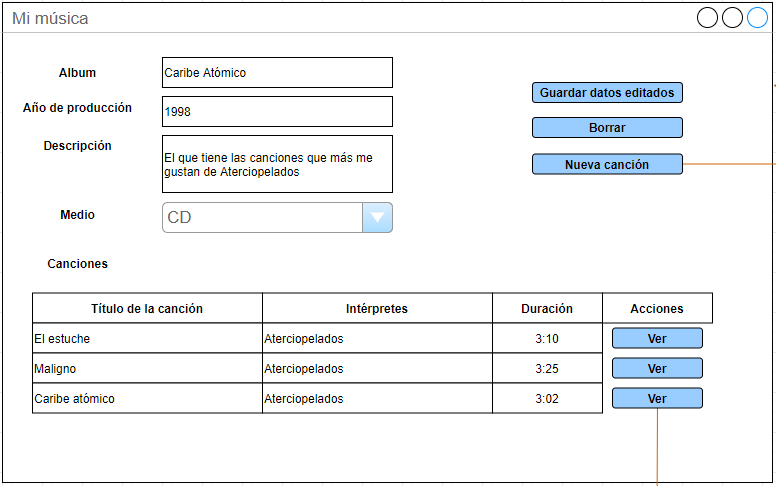 Mi música
Album
Caribe Atómico
Año de producción
1998
Descripción
El que tiene las canciones que más me
gustan de Aterciopelados
Medio
CD
Guardar datos editados
Borrar
Nueva canción
Canciones
Título de la canción Intérpretes Duración Acciones
El estuche Aterciopelados 3:10 Ver
Maligno Aterciopelados 3:25 Ver
Caribe atómico Aterciopelados 3:02 Ver